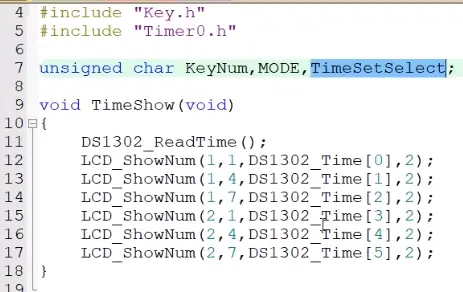 4 #include "Key.h"
5 #include "Timer0.h"
6
7 unsigned char KeyNum,MODE,TimeSetSelect;
8
9 void TimeShow(void)
10 {
11 DS1302_ReadTime();
12 LCD_ShowNum(1,1,DS1302_Time[0],2);
13 LCD_ShowNum(1,4,DS1302_Time[1],2);
14 LCD_ShowNum(1,7,DS1302_Time[2],2);
15 LCD_ShowNum(2,1,DS1302_Time[3],2);
16 LCD_ShowNum(2,4,DS1302_Time[4],2);
17 LCD_ShowNum(2,7,DS1302_Time[5],2);
18 }
19